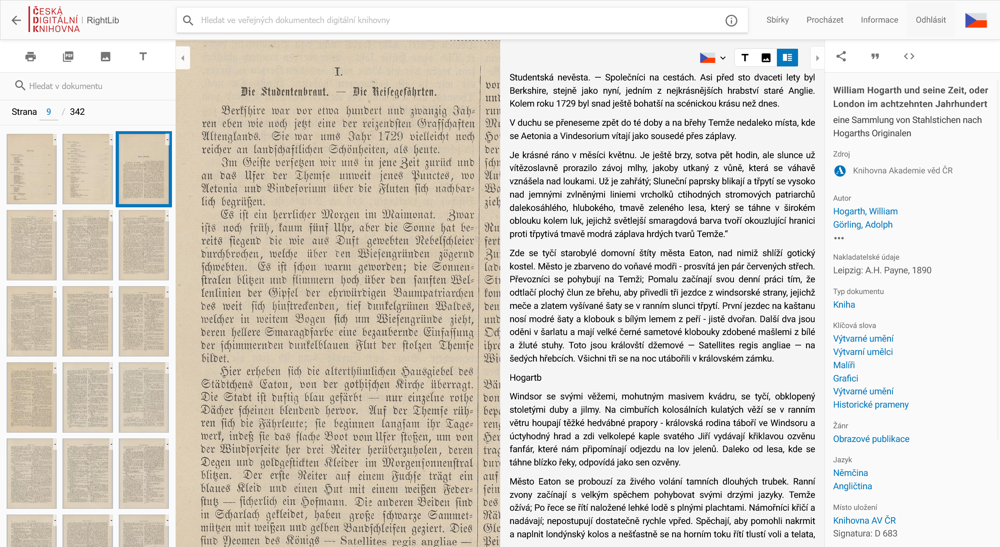 ČESKÁ
DIGITÁLNÍ
KNIHOVNA
RightLib
Hledat ve veřejných dokumentech digitální knihovny
Sbírky
Procházet
Informace
Odhlásit
Hledat v dokumentu
Strana 9 / 342
I.
Die Studentenbraut. — Die Reisegefährten.
Berkshire war vor etwa hundert und zwanzig Jah-
ren eben wie noch jetzt eine der reizendsten Grafschaften
Altenglands. Sie war ums Jahr 1729 vielleicht noch
reicher an landschaftlichen Schönheiten, als heute.
Im Geiste versetzen wir uns in jene Zeit zurück und
an das Ufer der Themse unweit jenes Punctes, wo
Aetonia und Vindesorium über die Fluten sich nachbar-
lich begrüßen.
Es ist ein herrlicher Morgen im Maimonat. Zwar
ists noch früh, kaum fünf Uhr, aber die Sonne hat be-
reits siegend die wie aus Duft gewebten Nebelschleier
durchbrochen, welche über den Wiesengründen zögernd
schwebten. Es ist schon warm geworden; die Sonnen-
stralen blitzen und flimmern hoch über den sanften Wel-
lenlinien der Gipfel der ehrwürdigen Baumpatriarchen
des weit sich hinstreckenden, tief dunkelgrünen Waldes,
welcher in weitem Bogen sich um Wiesengründe zieht,
deren hellere Smaragdfarbe eine bezaubernde Einfassung
der schimmernden dunkelblauen Flut der stolzen Themse
bildet.
Hier erheben sich die alterthümlichen Hausgiebel des
Städtchens Eaton, von der gothischen Kirche überragt.
Die Stadt ist duftig blau gefärbt — nur einzelne rothe
Dächer scheinen blendend hervor. Auf der Themse rüh-
ren sich die Fährleute; sie beginnen langsam ihr Tage-
werk, indeß sie das flache Boot vom Ufer stoßen, um von
der Windsorseite her drei Reiter herüberzuholen, deren
Degen und goldgestickten Kleider im Morgensonnenstral
blitzen. Der erste Reiter auf einem Fuchse trägt ein
blaues Kleid und einen Hut mit einem weißen Feder-
stutz — sicherlich ein Hofmann. Die anderen Beiden sind
in Scharlach gekleidet, haben große schwarze Sammet-
mützen mit weißen und gelben Bandschleifen geziert. Dies
sind Yeomen des Königs — Satellites regis angliae —
Studentská nevěsta. — Společníci na cestách. Asi před sto dvaceti lety byl
Berkshire, stejně jako nyní, jedním z nejkrásnějších hrabství staré Anglie.
Kolem roku 1729 byl snad ještě bohatší na scénickou krásu než dnes.
V duchu se přeneseme zpět do té doby a na břehy Temže nedaleko místa, kde
se Aetonia a Vindesorium vítají jako sousedé přes záplavy.
Je krásné ráno v měsíci květnu. Je ještě brzy, sotva pět hodin, ale slunce už
vítězoslavně prorazilo závoj mlhy, jakoby utkaný z vůně, která se váhavě
vznášela nad loukami. Už je zahřátý; Sluneční paprsky blikají a třpytí se vysoko
nad jemnými zvlněnými liniemi vrcholků ctihodných stromových patriarchů
dalekosáhlého, hlubokého, tmavě zeleného lesa, který se táhne v širokém
oblouku kolem luk, jejichž světlejší smaragdová barva tvoří okouzlující hranici
proti třpytivá tmavě modrá záplava hrdých tvarů Temže.“
Zde se tyčí starobylé domovní štíty města Eaton, nad nimiž shlíží gotický
kostel. Město je zbarveno do voňavé modři - prosvítá jen pár červených střech.
Převozníci se pohybují na Temži; Pomalu začínají svou denní práci tím, že
odtlačí plochý člun ze břehu, aby přivedli tři jezdce z windsorské strany, jejichž
meče a zlatem vyšívané šaty se v ranním slunci třpytí. První jezdec na kaštanu
nosí modré šaty a klobouk s bílým lemem z peří - jistě dvořan. Další dva jsou
oděni v šarlatu a mají velké černé sametové klobouky zdobené mašlemi z bílé
a žluté stuhy. Toto jsou královští džemové — Satellites regis angliae — na
šedých hřebcích. Všichni tři se na noc utábořili v královském zámku.
Hogartb
Windsor se svými věžemi, mohutným masivem kvádru, se tyčí, obklopený
stoletými duby a jilmy. Na cimbuřích kolosálních kulatých věží se v ranním
větru houpají těžké hedvábné prapory - královská rodina táboří ve Windsoru a
úctyhodný hrad a zdi velkolepé kaple svatého Jiří vydávají křiklavou ozvěnu
fanfár, které nám připomínají odjezdu na lov jelenů. Daleko od lesa, kde se
táhne blízko řeky, odpovídá jako sen ozvěny.
Město Eaton se probouzí za živého volání tamních dlouhých trubek. Ranní
zvony začínají s velkým spěchem pohybovat svými drzými jazyky. Temže
ožívá; Po řece se řítí naložené lehké lodě s plnými plachtami. Námořníci křičí a
nadávají; nepostupují dostatečně rychle vpřed. Spěchají, aby pomohli nakrmit
a naplnit londýnský kolos a nešťastně se na horním toku řítí tlustí voli a telata,
William Hogarth und seine Zeit, oder
London im achtzehnten Jahrhundert
eine Sammlung von Stahlstichen nach
Hogarths Originalen
Zdroj
Knihovna Akademie věd ČR
Autor
Hogarth, William
Görling, Adolph
Nakladatelské údaje
Leipzig: A.H. Payne, 1890
Typ dokumentu
Kniha
Klíčová slova
Výtvarné umění
Výtvarní umělci
Malíři
Grafici
Výtvarné umění
Historické prameny
Žánr
Obrazové publikace
Jazyk
Němčina
Angličtina
Místo uložení
Knihovna AV ČR
Signatura: D 683